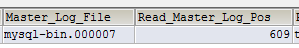 Master_Log_File Read_Master_Log_Pos
mysql-bin.000007 609